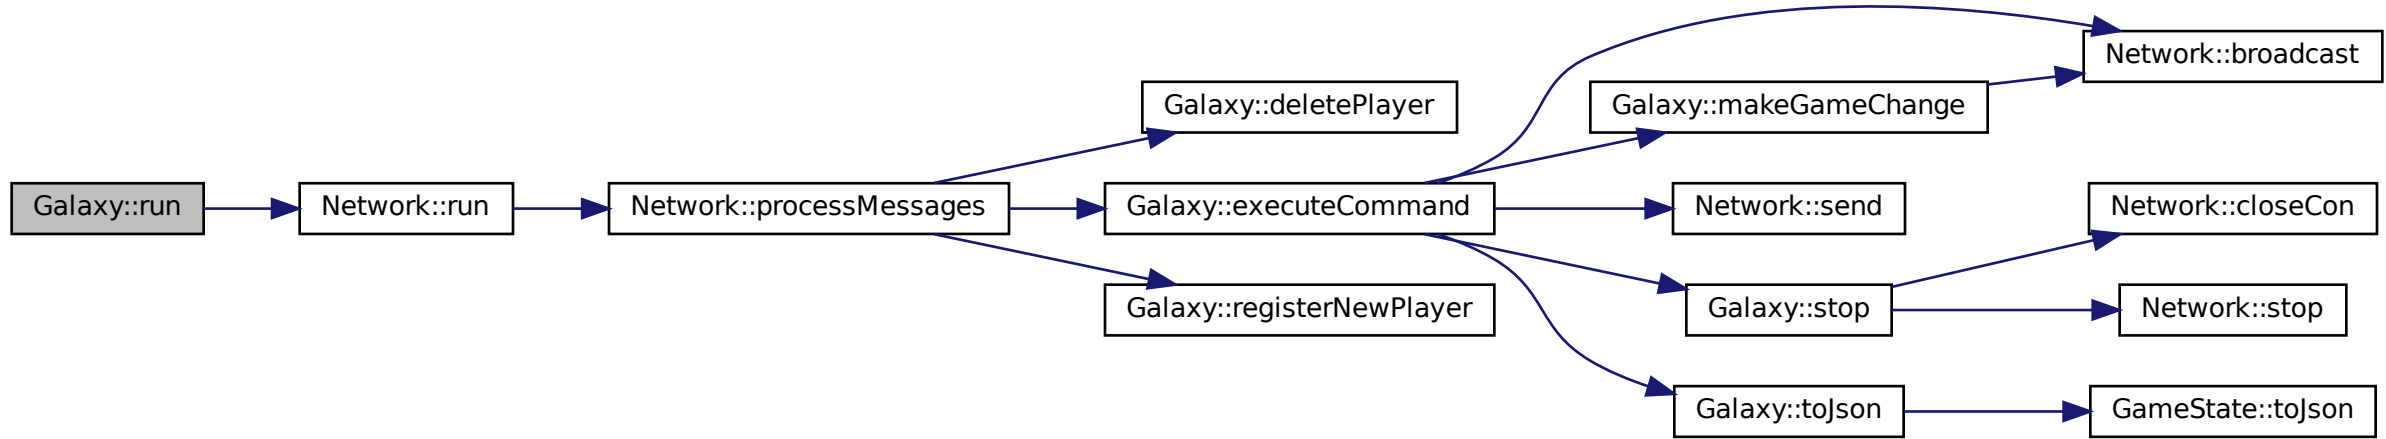 Galaxy::run
Network::run
Network::processMessages
Galaxy::deletePlayer
Galaxy::executeCommand
Galaxy::registerNewPlayer
Galaxy::makeGameChange
Network::broadcast
Network::send
Galaxy::stop
Network::closeCon
Network::stop
Galaxy::toJson
GameState::toJson